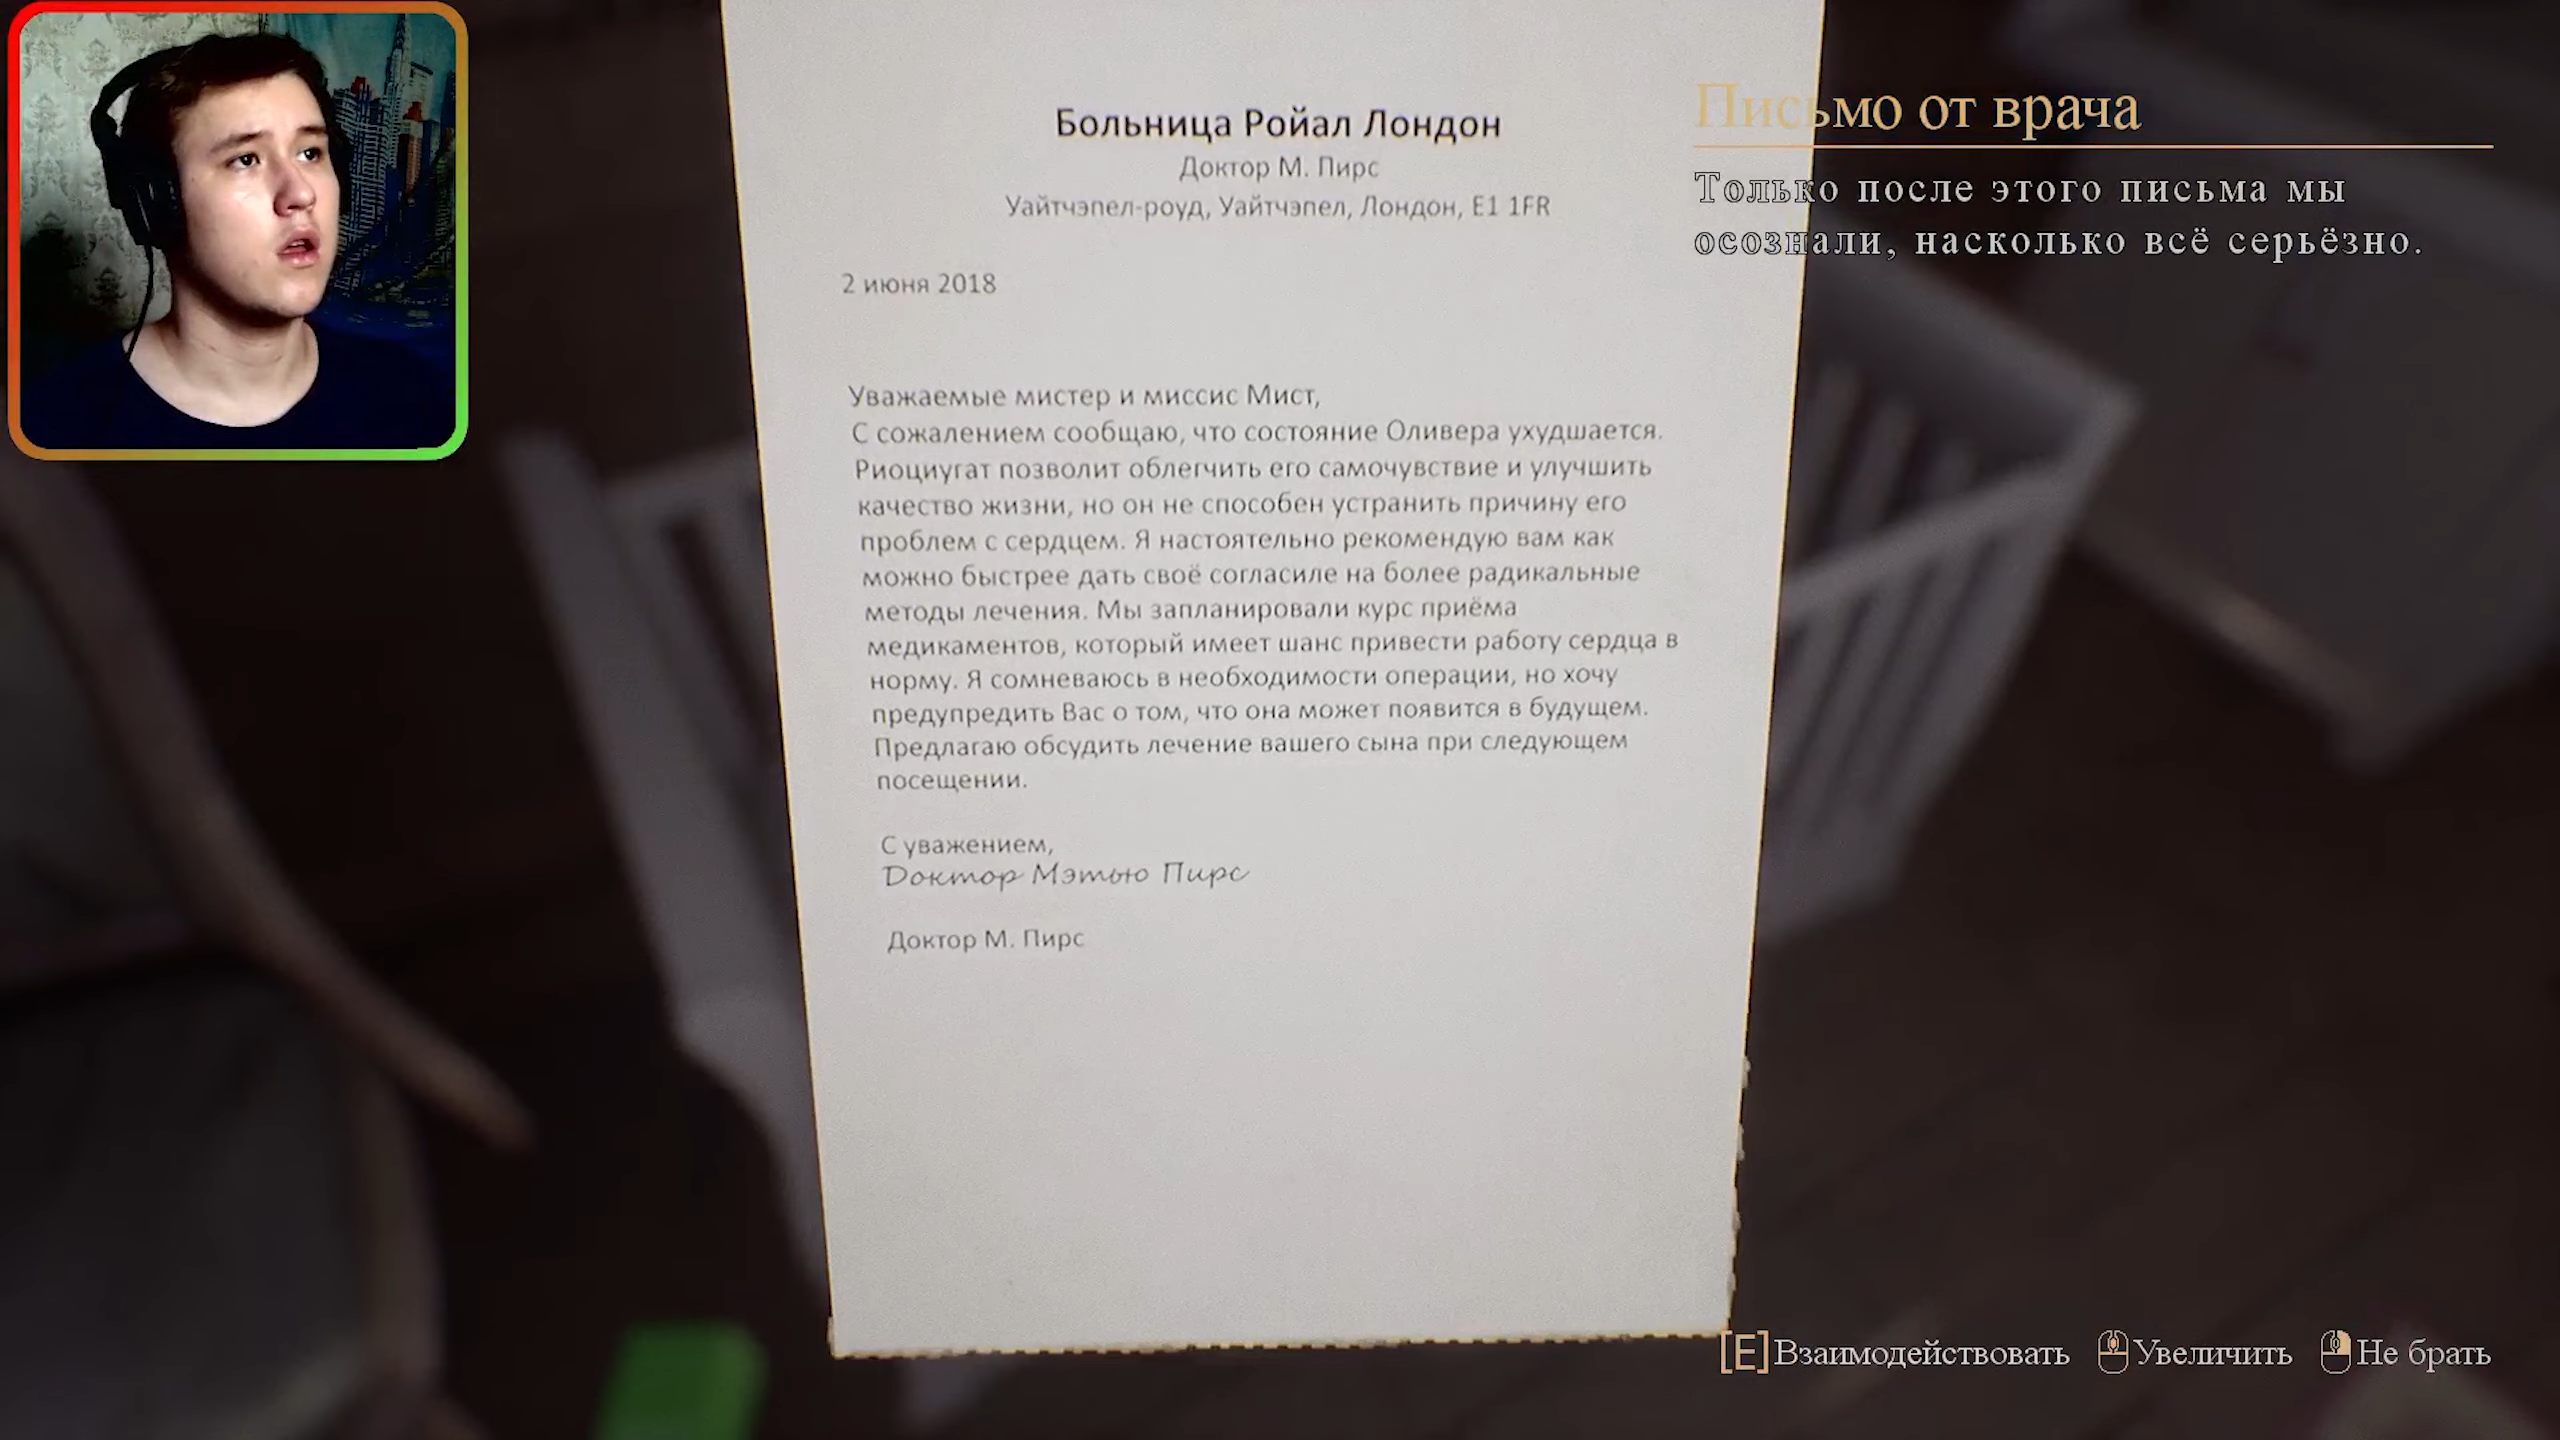 Больница Ройал Лондон
Доктор М. Пирс
Уайтчэпел-роуд, Уайтчэпел, Лондон, E1 1FR
2 июня 2018
Уважаемые мистер и миссис Мист,
С сожалением сообщаю, что состояние Оливера ухудшается.
Риоциугат позволит облегчить его самочувствие и улучшить
качество жизни, но он не способен устранить причину его
проблем с сердцем. Я настоятельно рекомендую вам как
можно быстрее дать своё согласиле на более радикальные
методы лечения. Мы запланировали курс приёма
медикаментов, который имеет шанс привести работу сердца в
норму. Я сомневаюсь в необходимости операции, но хочу
предупредить Вас о том, что она может появится в будущем.
Предлагаю обсудить лечение вашего сына при следующем
посещении.
С уважением,
Доктор Мэтью Пирс
Доктор М. Пирс
Письмо от врача
Только после этого письма мы
осознали, насколько всё серьёзно.
[E]Взаимодействовать Увеличить Не брать